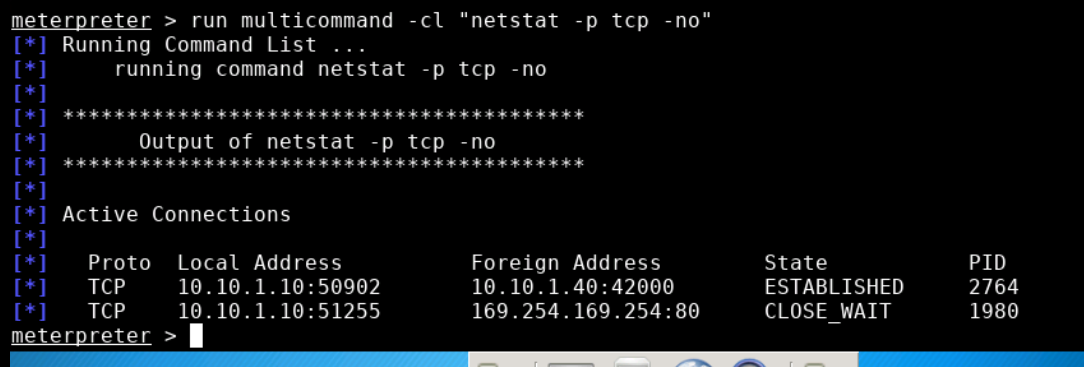 meterpreter > run multicommand -cl "netstat -p tcp -no"
[*] Running Command List ...
[*]     running command netstat -p tcp -no
[*]
[*] *****************************************
[*]       Output of netstat -p tcp -no
[*] *****************************************
[*]
[*] Active Connections
[*]
[*]   Proto  Local Address          Foreign Address        State           PID
[*]   TCP    10.10.1.10:50902       10.10.1.40:42000       ESTABLISHED     2764
[*]   TCP    10.10.1.10:51255       169.254.169.254:80     CLOSE_WAIT      1980
meterpreter >